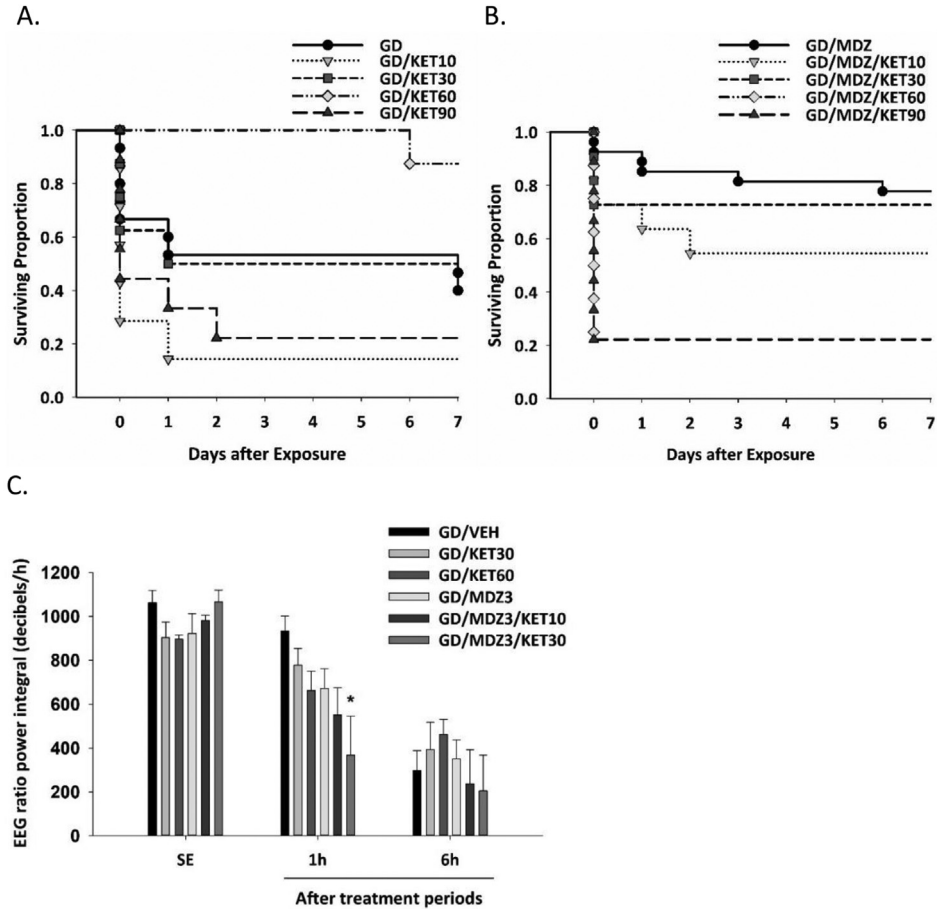 A.
GD
GD/KET10
GD/KET30
GD/KET60
GD/KET90
1.0
0.8
0.6
0.4
0.2
0.0
Surviving Proportion
0 1 2 3 4 5 6 7
Days after Exposure
B.
GD/MDZ
GD/MDZ/KET10
GD/MDZ/KET30
GD/MDZ/KET60
GD/MDZ/KET90
1.0
0.8
0.6
0.4
0.2
0.0
Surviving Proportion
0 1 2 3 4 5 6 7
Days after Exposure
C.
GD/VEH
GD/KET30
GD/KET60
GD/MDZ3
GD/MDZ3/KET10
GD/MDZ3/KET30
1200
1000
800
600
400
200
0
EEG ratio power integral (decibels/h)
*
SE 1h 6h
After treatment periods